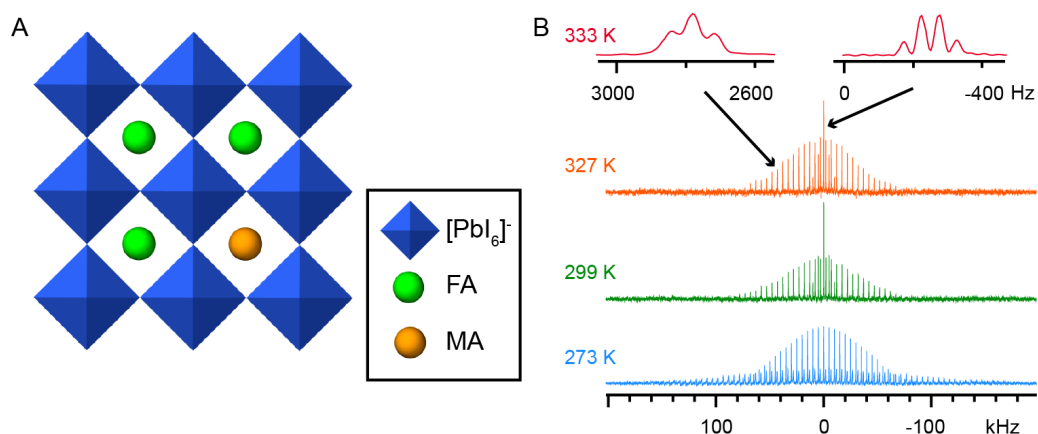 A
[PbI6]-
FA
MA
B
333 K
3000
2600
0
-400 Hz
327 K
299 K
273 K
100
0
-100
kHz